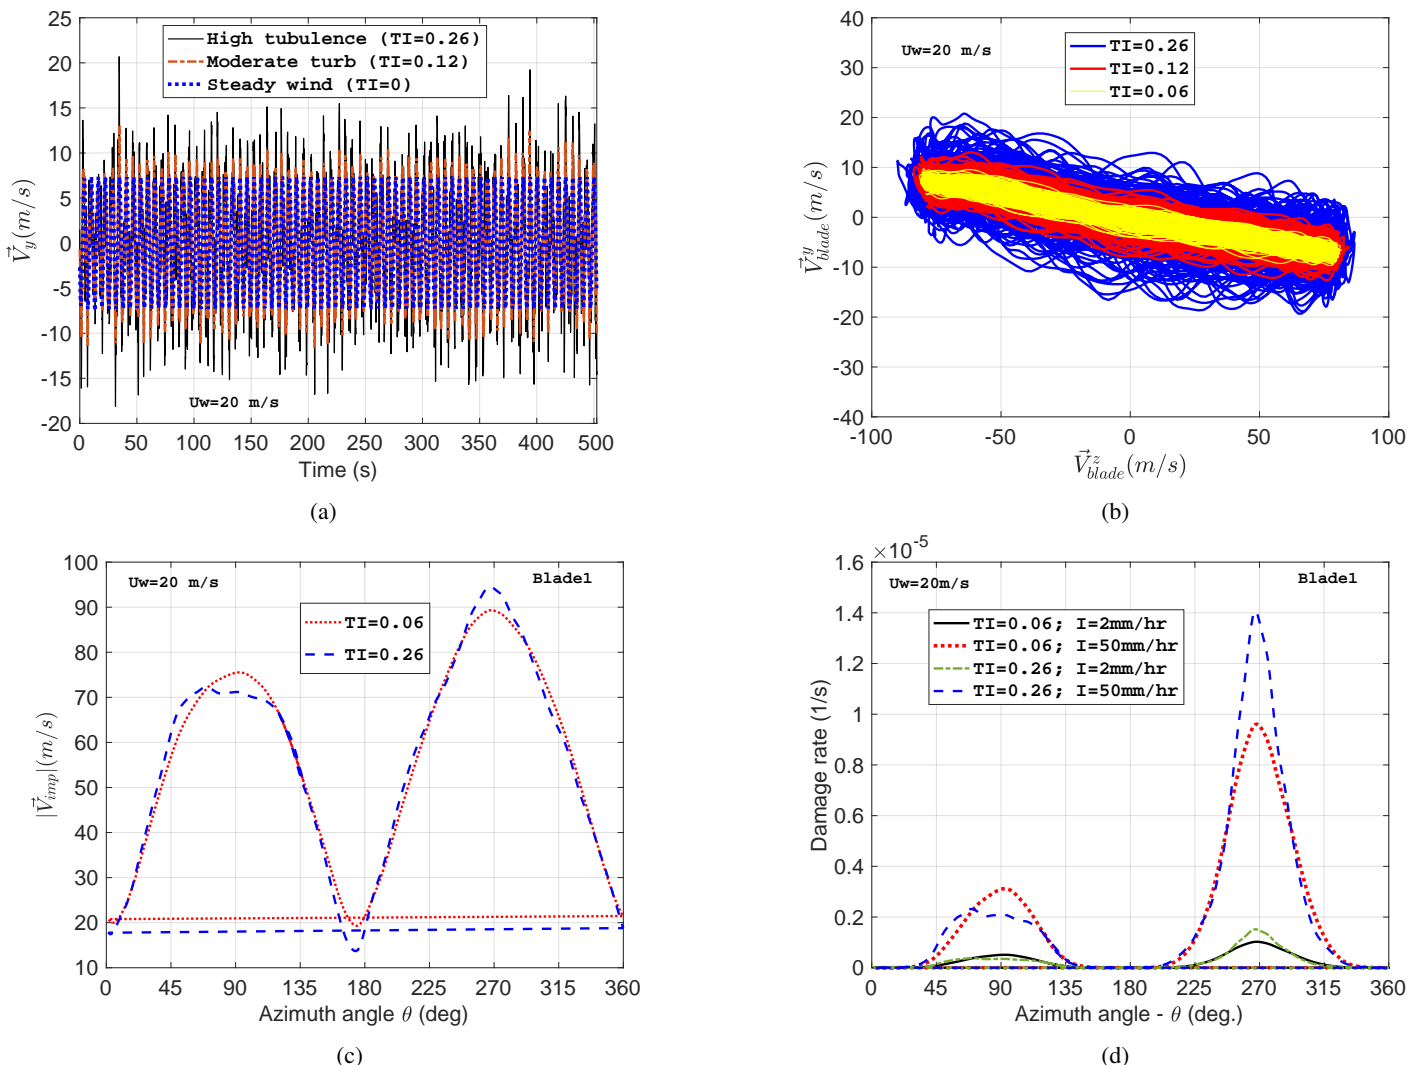 25
20
15
10
5
0
-5
-10
-15
-20
High tubulence (TI=0.26)
Moderate turb (TI=0.12)
Steady wind (TI=0)
Uw=20 m/s
V⃗_y(m/s)
0 50 100 150 200 250 300 350 400 450 500
Time (s)
(a)
40
30
20
10
0
-10
-20
-30
-40
Uw=20 m/s
TI=0.26
TI=0.12
TI=0.06
V⃗^y_blade(m/s)
-100 -50 0 50 100
V⃗^z_blade(m/s)
(b)
100
90
80
70
60
50
40
30
20
10
Uw=20 m/s
Blade1
TI=0.06
TI=0.26
|V⃗_imp|(m/s)
0 45 90 135 180 225 270 315 360
Azimuth angle θ (deg)
(c)
×10^-5
1.6
1.4
1.2
1
0.8
0.6
0.4
0.2
0
Uw=20m/s
Blade1
TI=0.06; I=2mm/hr
TI=0.06; I=50mm/hr
TI=0.26; I=2mm/hr
TI=0.26; I=50mm/hr
Damage rate (1/s)
0 45 90 135 180 225 270 315 360
Azimuth angle - θ (deg.)
(d)